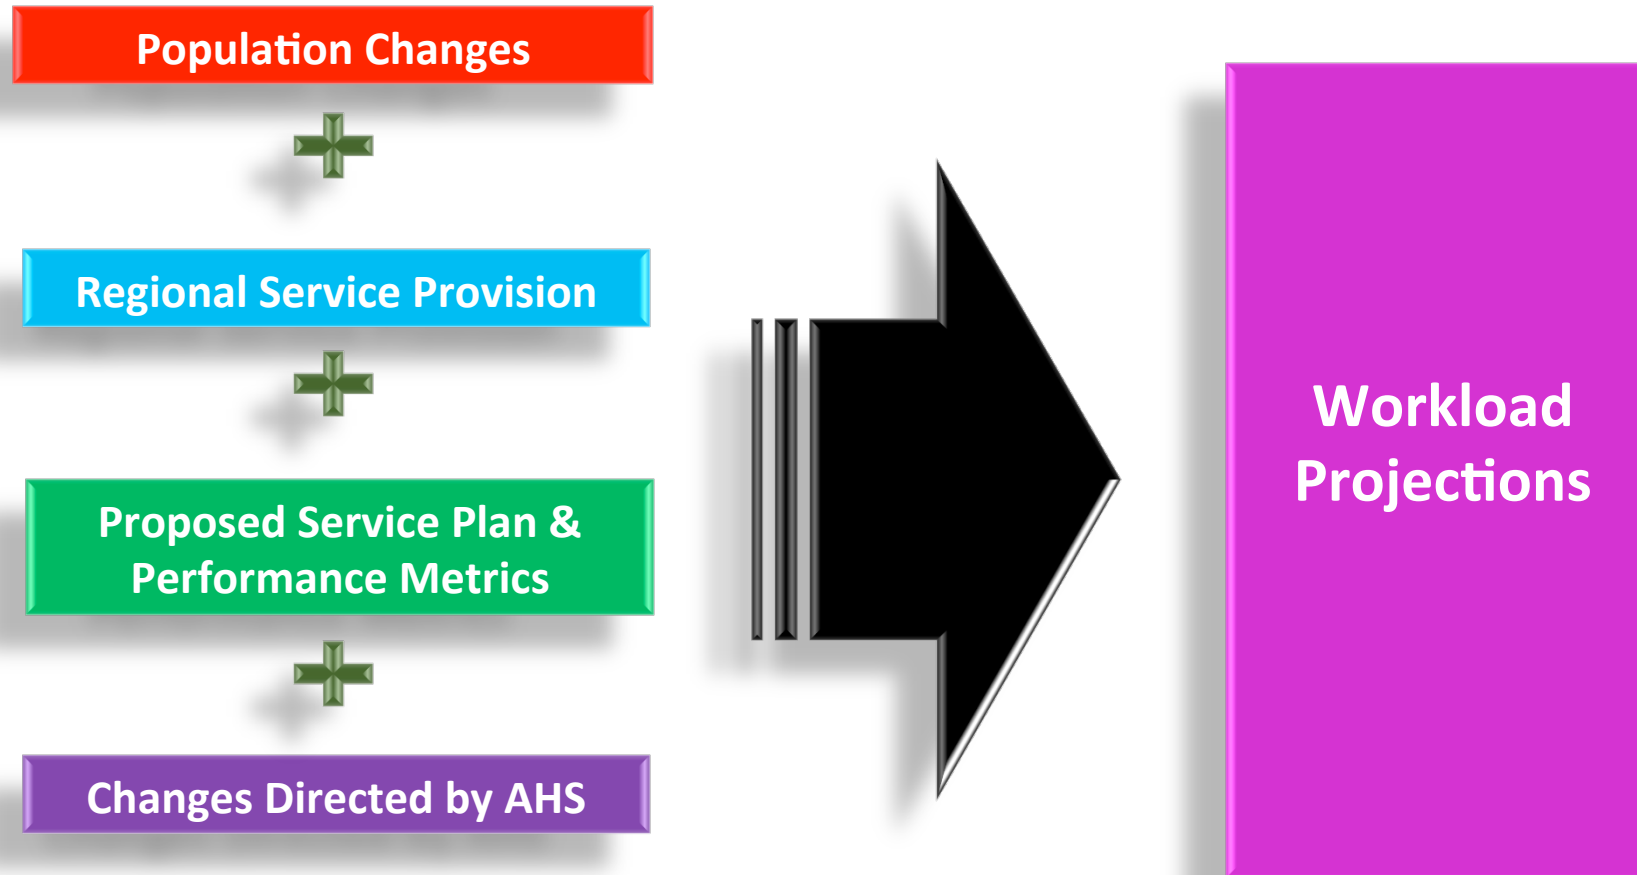 Population Changes
Regional Service Provision
Proposed Service Plan &
Performance Metrics
Changes Directed by AHS
Workload
Projections